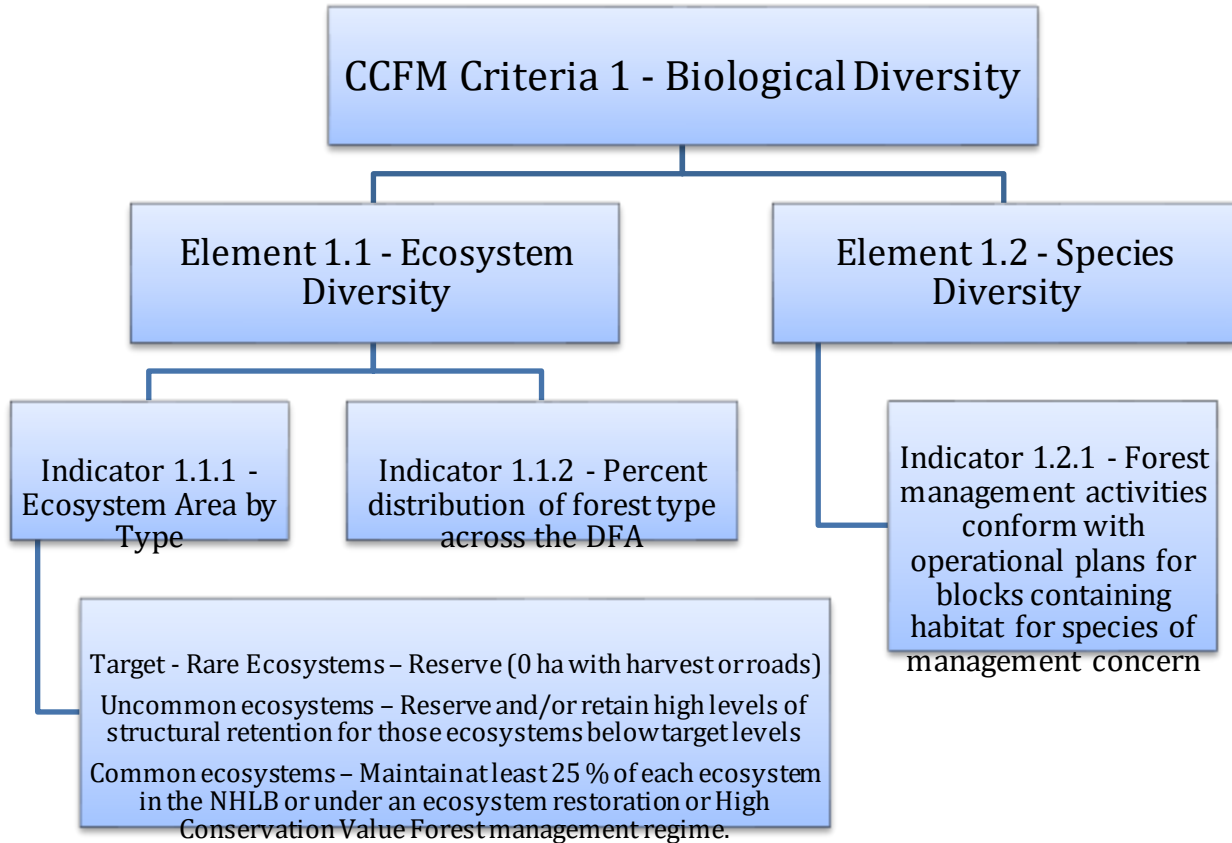 CCFM Criteria 1 - Biological Diversity
Element 1.1 - Ecosystem
Diversity
Element 1.2 - Species
Diversity
Indicator 1.1.1 -
Ecosystem Area by
Type
Indicator 1.1.2 - Percent
distribution of forest type
across the DFA
Indicator 1.2.1 - Forest
management activities
conform with
operational plans for
blocks containing
habitat for species of
management concern
Target - Rare Ecosystems – Reserve (0 ha with harvest or roads)
Uncommon ecosystems – Reserve and/or retain high levels of
structural retention for those ecosystems below target levels
Common ecosystems – Maintain at least 25 % of each ecosystem
in the NHLB or under an ecosystem restoration or High
Conservation Value Forest management regime.